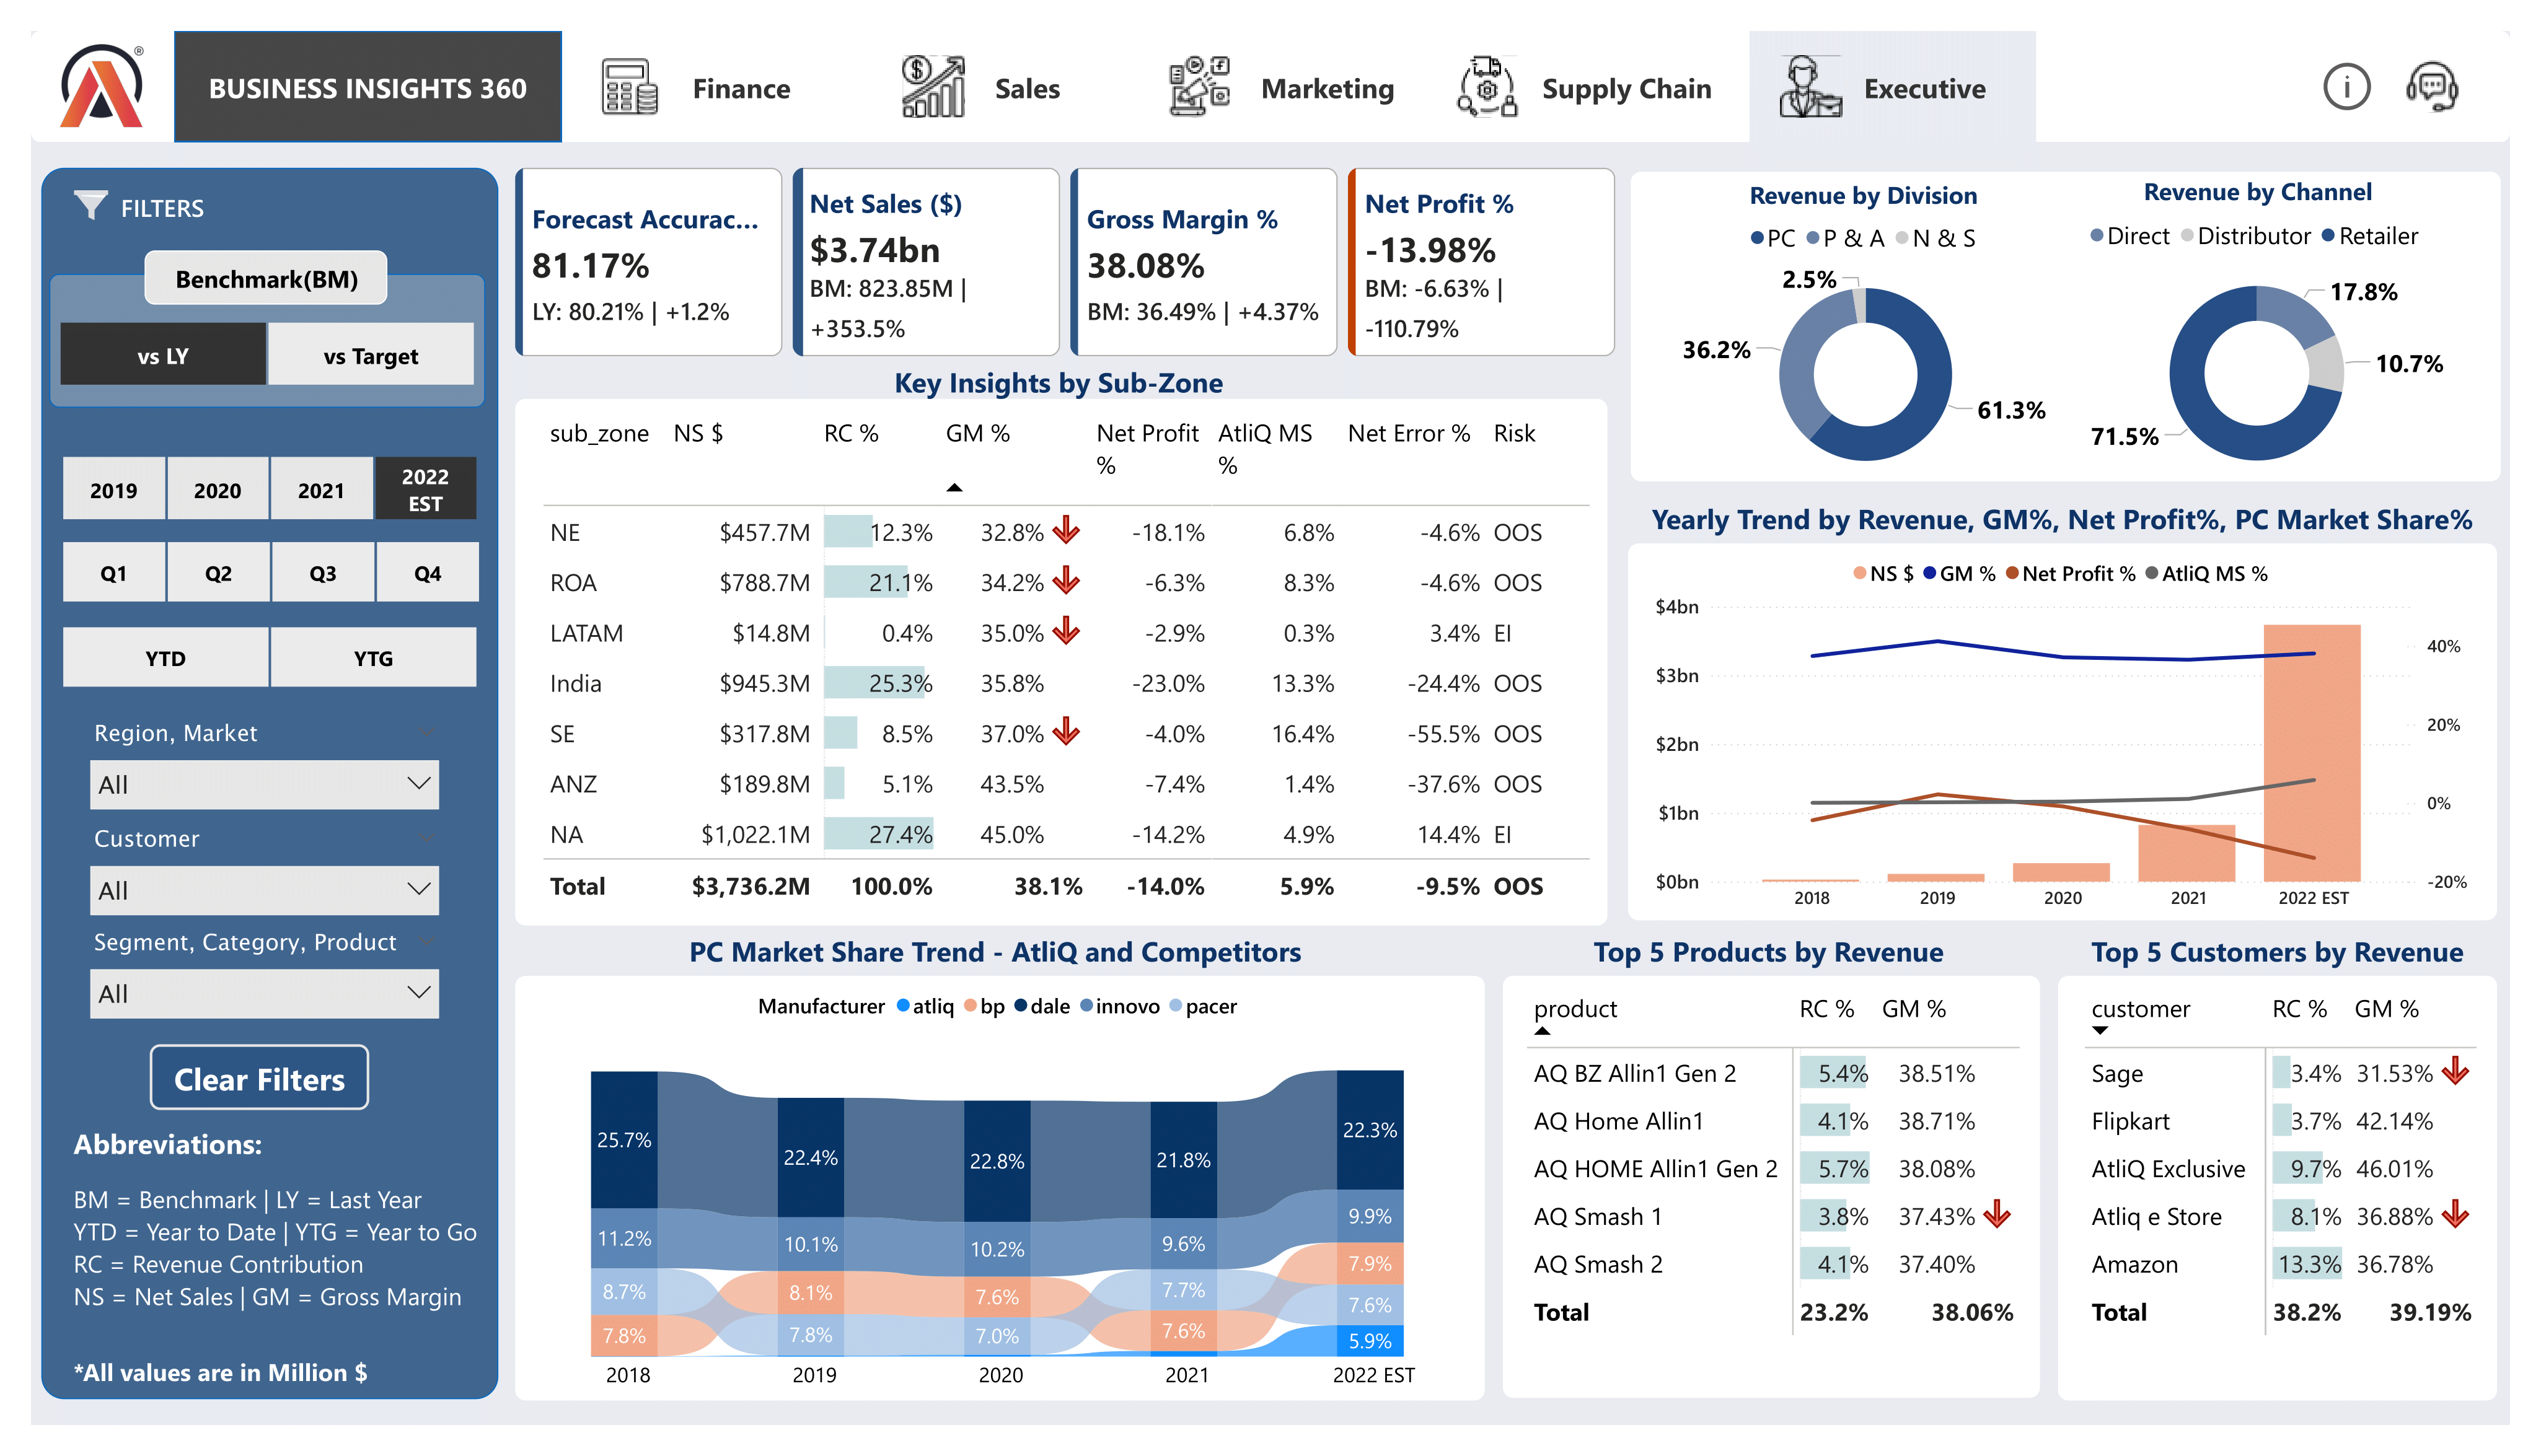 ®
BUSINESS INSIGHTS 360
Finance
Sales
Marketing
Supply Chain
Executive
i
FILTERS
Benchmark(BM)
vs LY
vs Target
2019
2020
2021
2022
EST
Q1
Q2
Q3
Q4
YTD
YTG
Region, Market
All
Customer
All
Segment, Category, Product
All
Clear Filters
Abbreviations:
BM = Benchmark | LY = Last Year
YTD = Year to Date | YTG = Year to Go
RC = Revenue Contribution
NS = Net Sales | GM = Gross Margin
*All values are in Million $
Forecast Accurac...
81.17%
LY: 80.21% | +1.2%
Net Sales ($)
$3.74bn
BM: 823.85M |
+353.5%
Gross Margin %
38.08%
BM: 36.49% | +4.37%
Net Profit %
-13.98%
BM: -6.63% |
-110.79%
Revenue by Division
PC P & A N & S
2.5%
36.2%
61.3%
Revenue by Channel
Direct Distributor Retailer
17.8%
10.7%
71.5%
Key Insights by Sub-Zone
sub_zone NS $ RC % GM % Net Profit % AtliQ MS % Net Error % Risk
NE $457.7M 12.3% 32.8% -18.1% 6.8% -4.6% OOS
ROA $788.7M 21.1% 34.2% -6.3% 8.3% -4.6% OOS
LATAM $14.8M 0.4% 35.0% -2.9% 0.3% 3.4% EI
India $945.3M 25.3% 35.8% -23.0% 13.3% -24.4% OOS
SE $317.8M 8.5% 37.0% -4.0% 16.4% -55.5% OOS
ANZ $189.8M 5.1% 43.5% -7.4% 1.4% -37.6% OOS
NA $1,022.1M 27.4% 45.0% -14.2% 4.9% 14.4% EI
Total $3,736.2M 100.0% 38.1% -14.0% 5.9% -9.5% OOS
Yearly Trend by Revenue, GM%, Net Profit%, PC Market Share%
NS $ GM % Net Profit % AtliQ MS %
$4bn
$3bn
$2bn
$1bn
$0bn
40%
20%
0%
-20%
2018 2019 2020 2021 2022 EST
PC Market Share Trend - AtliQ and Competitors
Manufacturer atliq bp dale innovo pacer
25.7% 22.4% 22.8% 21.8% 22.3%
11.2% 10.1% 10.2% 9.6% 9.9%
8.7% 8.1% 7.6% 7.7% 7.9%
7.8% 7.8% 7.0% 7.6% 7.6%
5.9%
2018 2019 2020 2021 2022 EST
Top 5 Products by Revenue
product RC % GM %
AQ BZ Allin1 Gen 2 5.4% 38.51%
AQ Home Allin1 4.1% 38.71%
AQ HOME Allin1 Gen 2 5.7% 38.08%
AQ Smash 1 3.8% 37.43%
AQ Smash 2 4.1% 37.40%
Total 23.2% 38.06%
Top 5 Customers by Revenue
customer RC % GM %
Sage 3.4% 31.53%
Flipkart 3.7% 42.14%
AtliQ Exclusive 9.7% 46.01%
Atliq e Store 8.1% 36.88%
Amazon 13.3% 36.78%
Total 38.2% 39.19%